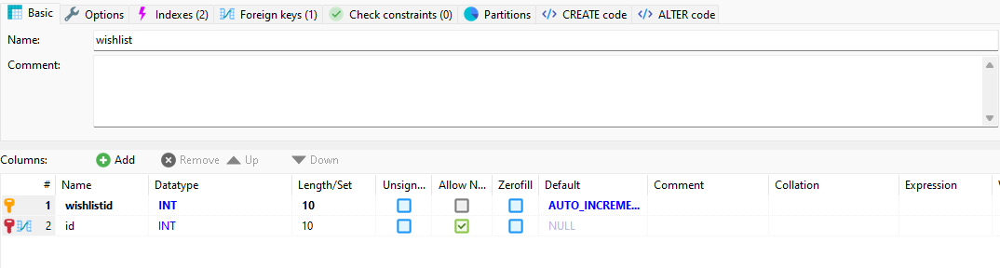 Basic Options Indexes (2) Foreign keys (1) Check constraints (0) Partitions </> CREATE code </> ALTER code
Name: wishlist
Comment:
Columns: Add Remove Up Down
# Name Datatype Length/Set Unsign... Allow N... Zerofill Default Comment Collation Expression
1 wishlistid INT 10 AUTO_INCREME...
2 id INT 10 NULL